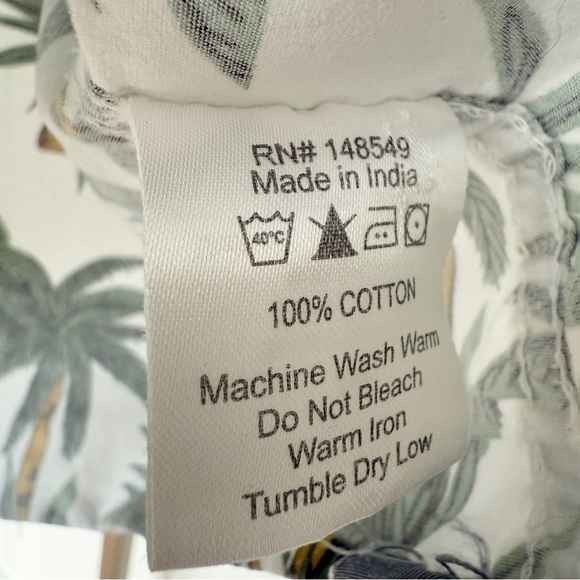 RN# 148549
Made in India
40°C
100% COTTON
Machine Wash Warm
Do Not Bleach
Warm Iron
Tumble Dry Low